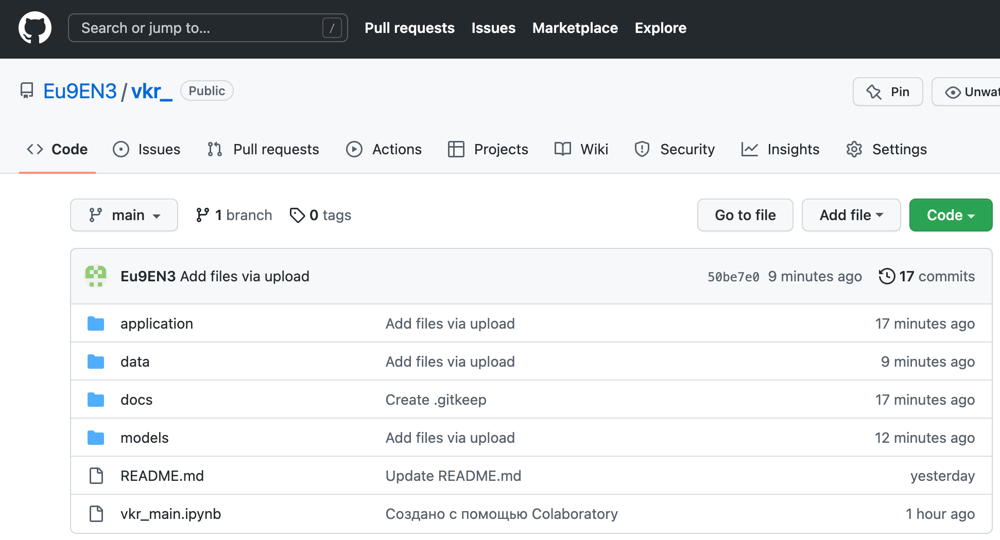 Search or jump to... /
Pull requests Issues Marketplace Explore
Eu9EN3 / vkr_ Public
Pin
Unwat
Code Issues Pull requests Actions Projects Wiki Security Insights Settings
main 1 branch 0 tags
Go to file Add file Code
Eu9EN3 Add files via upload 50be7e0 9 minutes ago 17 commits
application Add files via upload 17 minutes ago
data Add files via upload 9 minutes ago
docs Create .gitkeep 17 minutes ago
models Add files via upload 12 minutes ago
README.md Update README.md yesterday
vkr_main.ipynb Создано с помощью Colaboratory 1 hour ago